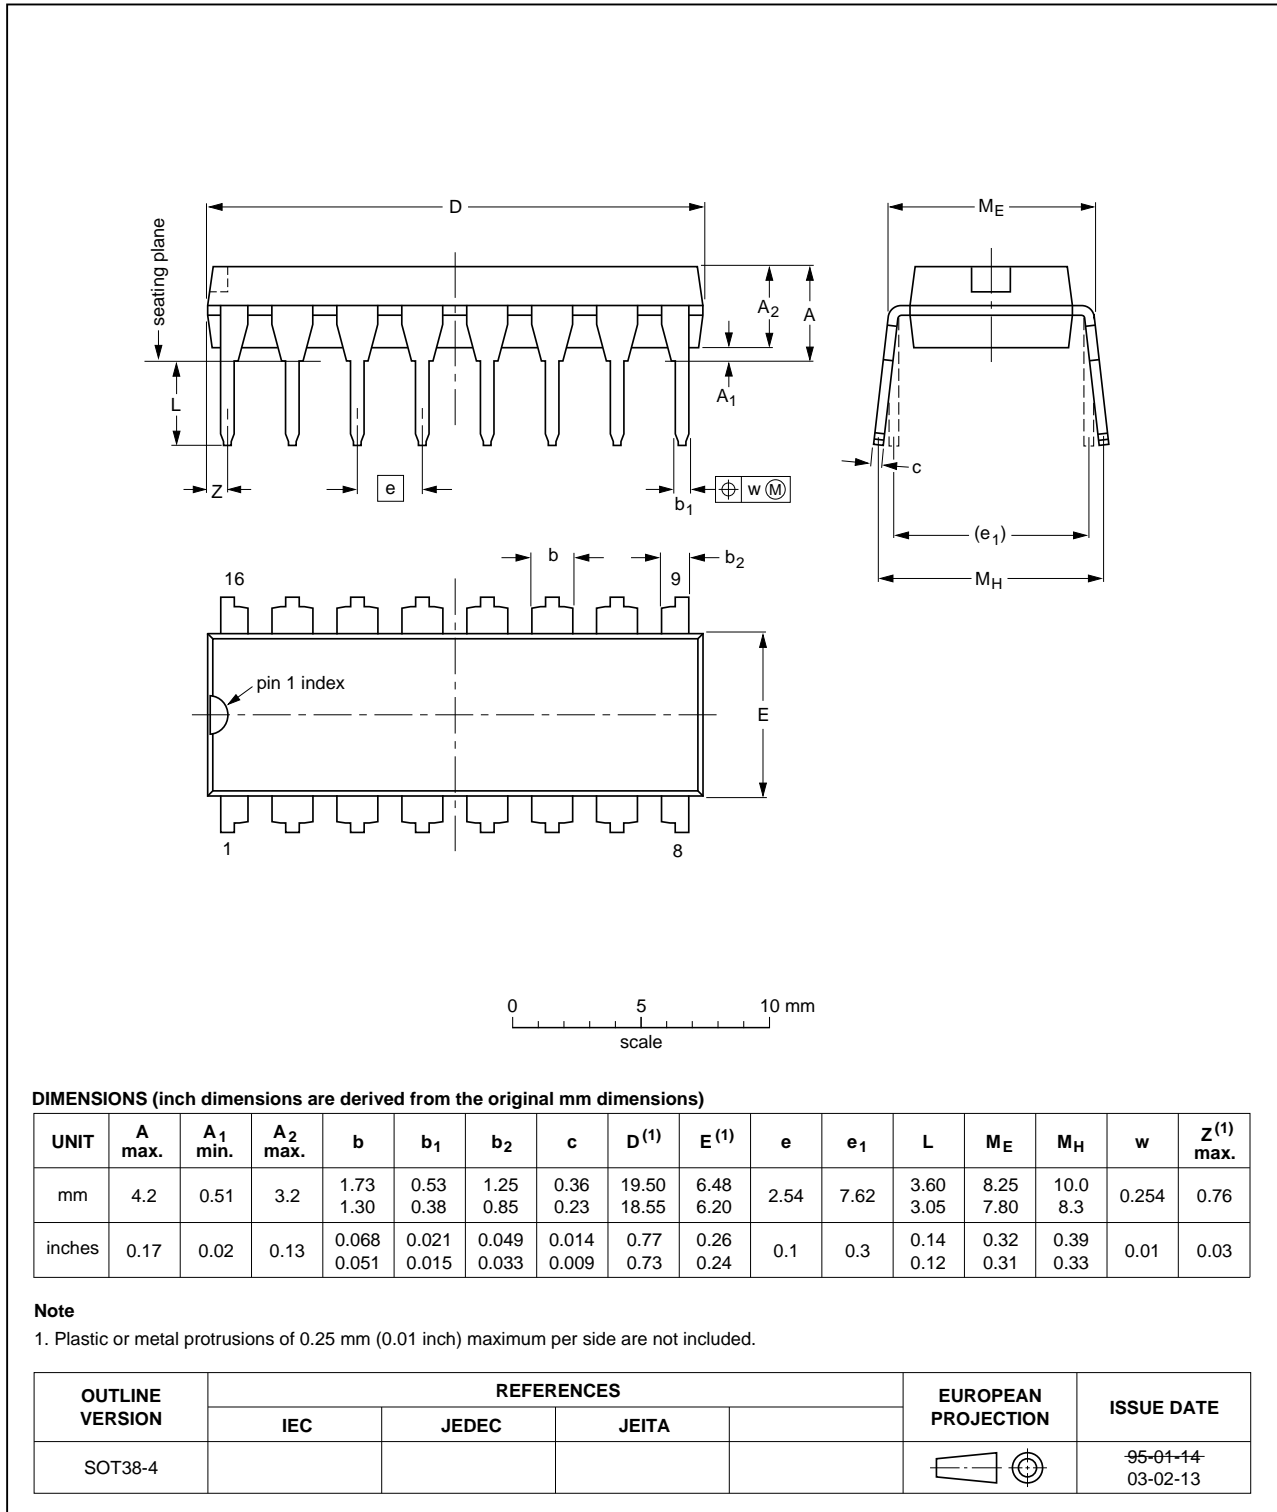 D
ME
seating plane
A2
A
A1
L
c
Z
e
b1
w M
(e1)
MH
b
b2
16
9
pin 1 index
E
1
8
0 5 10 mm
scale
DIMENSIONS (inch dimensions are derived from the original mm dimensions)
UNIT A max. A1 min. A2 max. b b1 b2 c D(1) E(1) e e1 L ME MH w Z(1) max.
mm 4.2 0.51 3.2 1.73 1.30 0.53 0.38 1.25 0.85 0.36 0.23 19.50 18.55 6.48 6.20 2.54 7.62 3.60 3.05 8.25 7.80 10.0 8.3 0.254 0.76
inches 0.17 0.02 0.13 0.068 0.051 0.021 0.015 0.049 0.033 0.014 0.009 0.77 0.73 0.26 0.24 0.1 0.3 0.14 0.12 0.32 0.31 0.39 0.33 0.01 0.03
Note
1. Plastic or metal protrusions of 0.25 mm (0.01 inch) maximum per side are not included.
OUTLINE VERSION REFERENCES EUROPEAN PROJECTION ISSUE DATE
IEC JEDEC JEITA
SOT38-4 95-01-14
03-02-13